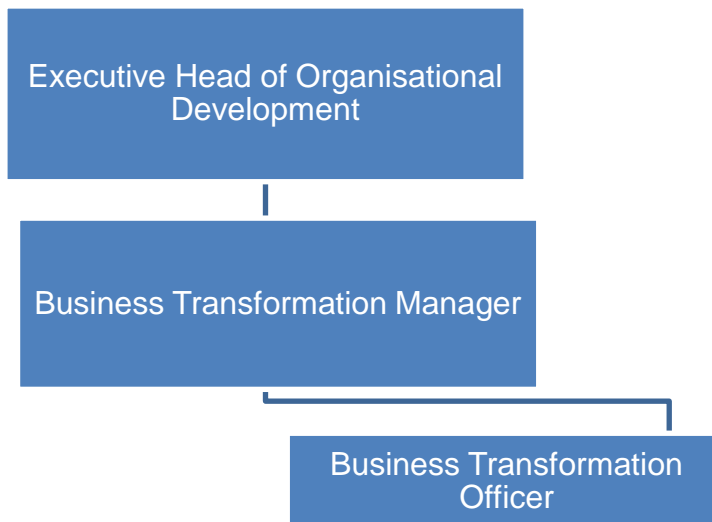 Executive Head of Organisational
Development
Business Transformation Manager
Business Transformation
Officer